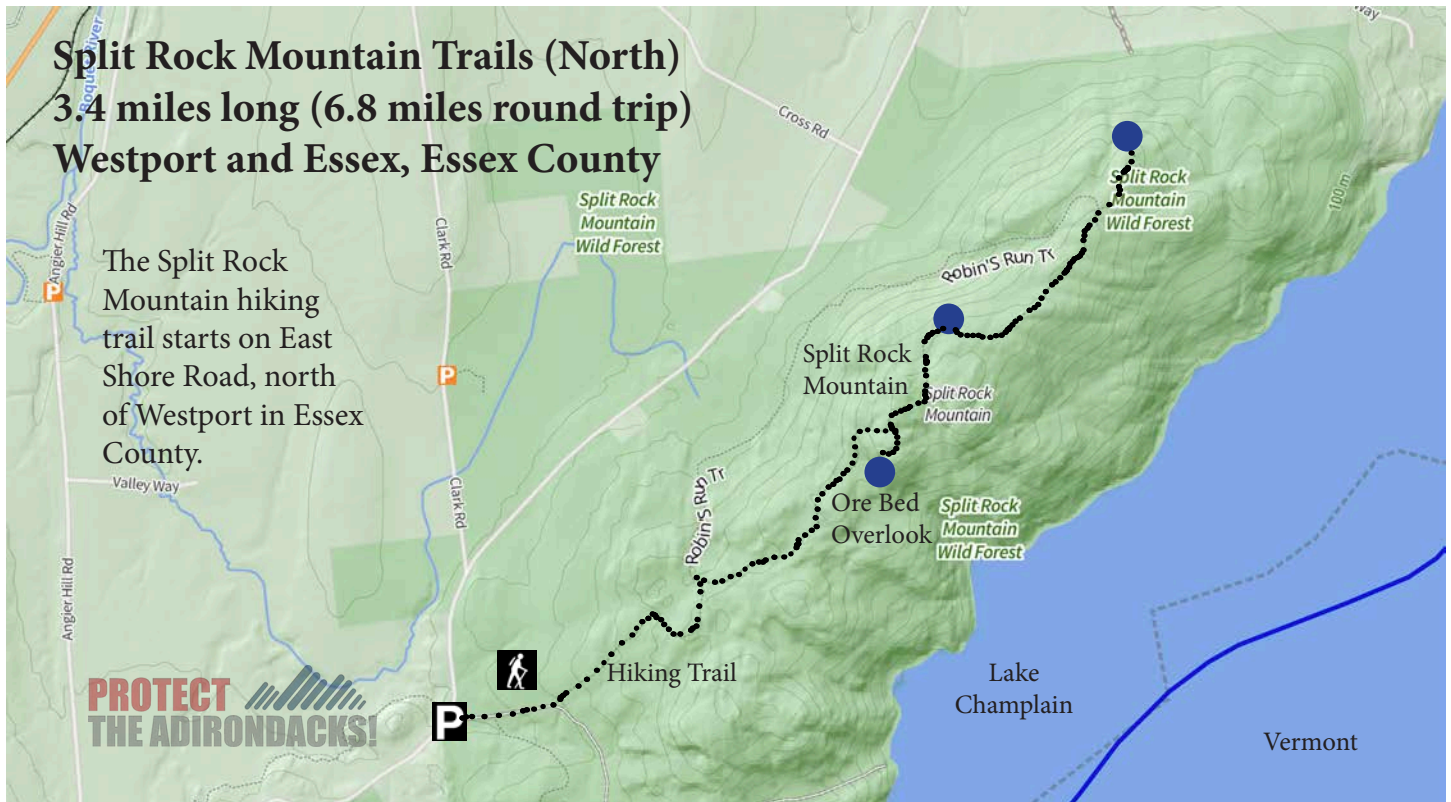 Split Rock Mountain Trails (North)
3.4 miles long (6.8 miles round trip)
Westport and Essex, Essex County
The Split Rock
Mountain hiking
trail starts on East
Shore Road, north
of Westport in Essex
County.
Boquet River
Angier Hill Rd
P
Valley Way
Angier Hill Rd
Clark Rd
P
Clark Rd
Cross Rd
Way
Split Rock
Mountain
Wild Forest
Split Rock
Mountain
Wild Forest
100 m
Robin'S Run Tr
Split Rock
Mountain
Split Rock
Mountain
Robin'S Run Tr
Ore Bed
Overlook
Split Rock
Mountain
Wild Forest
Hiking Trail
P
Lake
Champlain
Vermont
PROTECT
THE ADIRONDACKS!